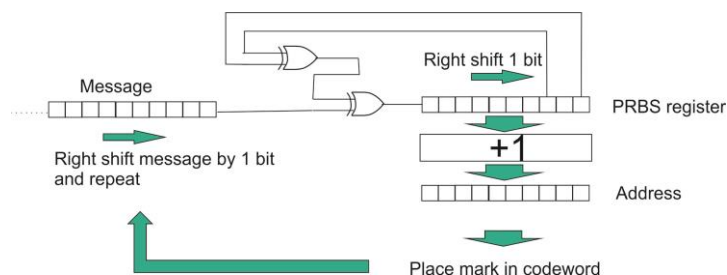 Right shift 1 bit
Message
PRBS register
Right shift message by 1 bit
and repeat
+1
Address
Place mark in codeword